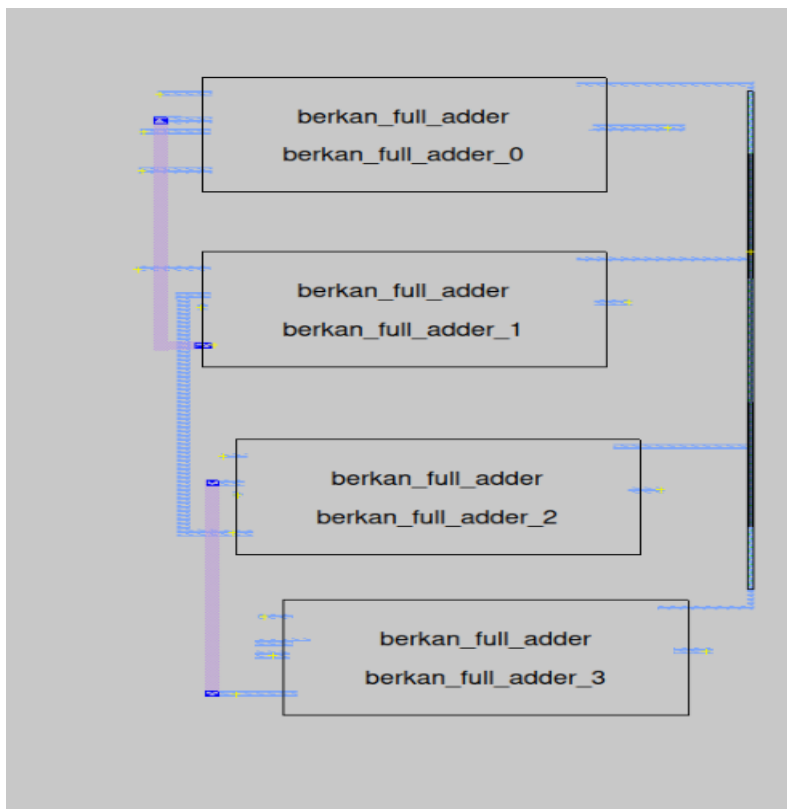 berkan_full_adder
berkan_full_adder_0
berkan_full_adder
berkan_full_adder_1
berkan_full_adder
berkan_full_adder_2
berkan_full_adder
berkan_full_adder_3